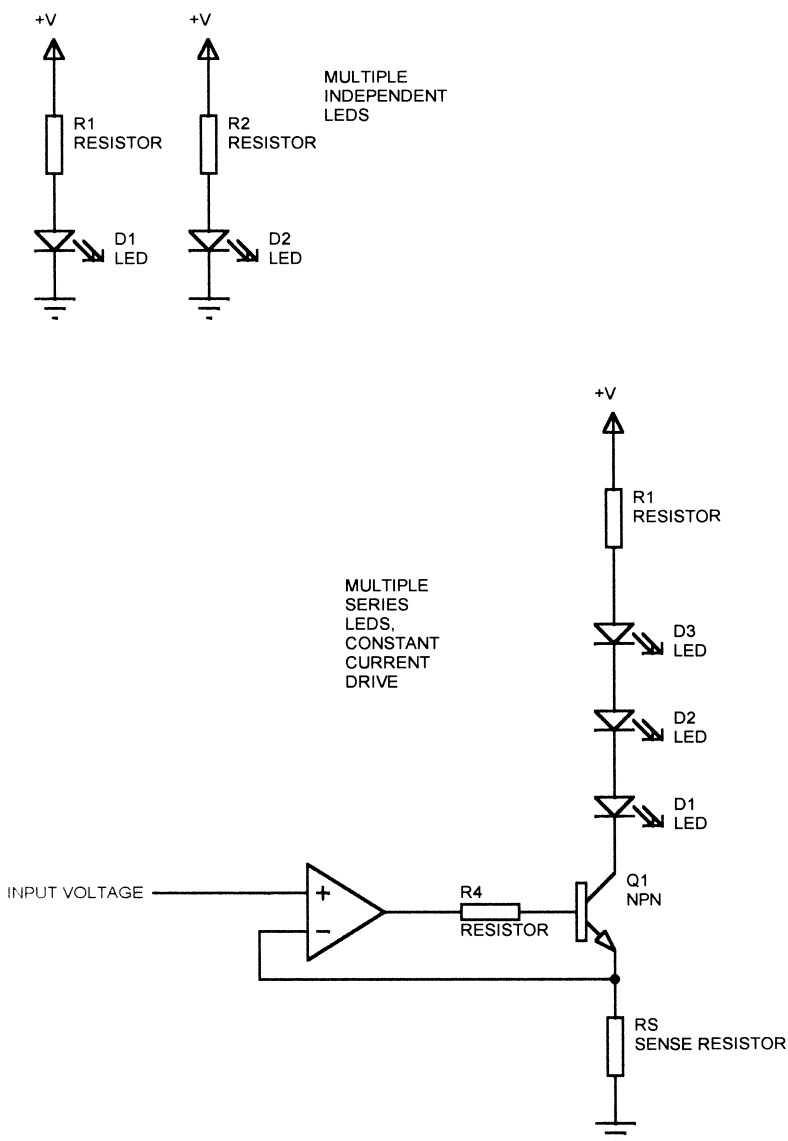 +V
+V
MULTIPLE
INDEPENDENT
LEDS
R1
RESISTOR
R2
RESISTOR
D1
LED
D2
LED
+V
R1
RESISTOR
MULTIPLE
SERIES
LEDS,
CONSTANT
CURRENT
DRIVE
D3
LED
D2
LED
D1
LED
INPUT VOLTAGE
+
−
R4
RESISTOR
Q1
NPN
RS
SENSE RESISTOR